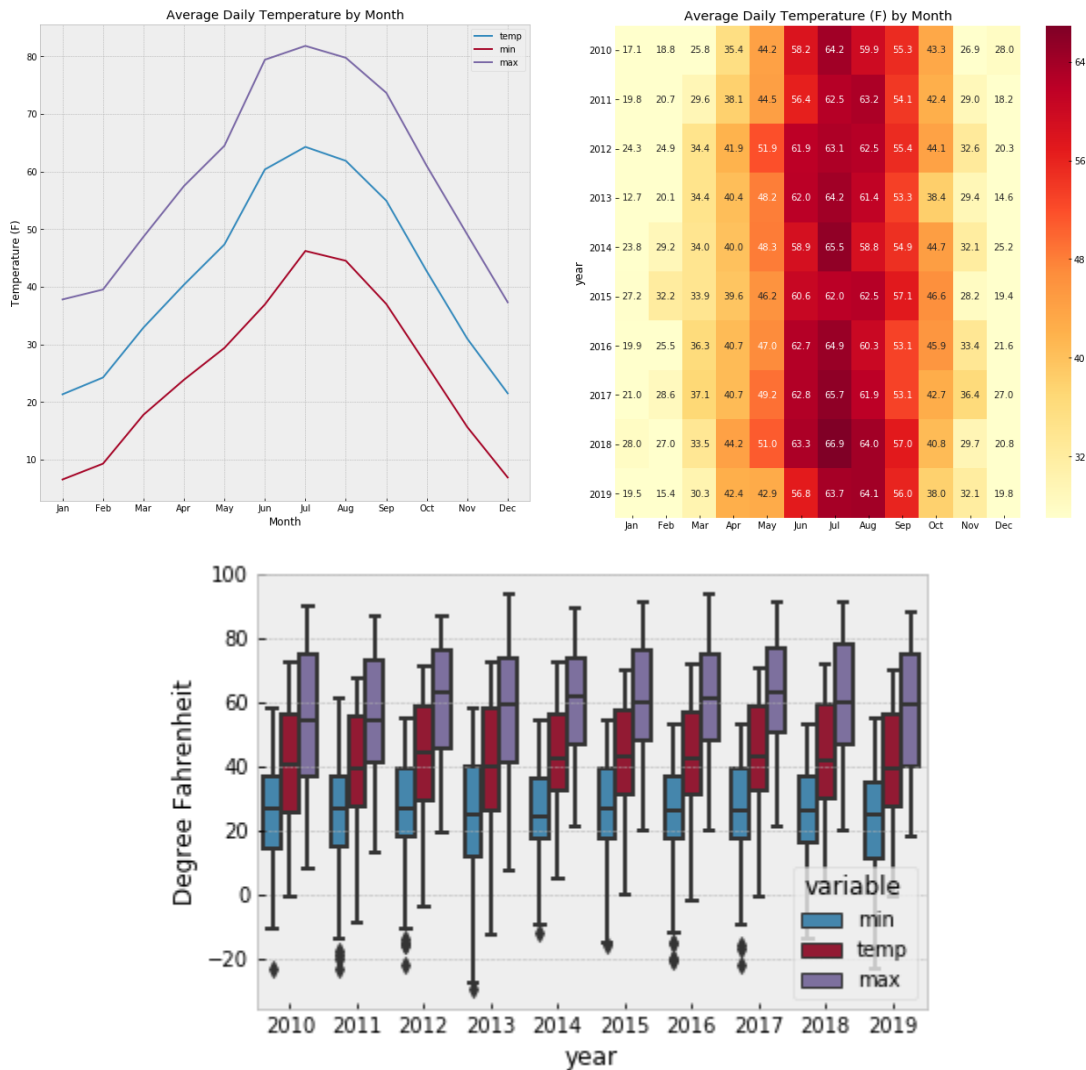 Average Daily Temperature by Month
temp
min
max
80
70
60
50
40
30
20
10
Temperature (F)
Jan Feb Mar Apr May Jun Jul Aug Sep Oct Nov Dec
Month
Average Daily Temperature (F) by Month
2010 17.1 18.8 25.8 35.4 44.2 58.2 64.2 59.9 55.3 43.3 26.9 28.0
2011 19.8 20.7 29.6 38.1 44.5 56.4 62.5 63.2 54.1 42.4 29.0 18.2
2012 24.3 24.9 34.4 41.9 51.9 61.9 63.1 62.5 55.4 44.1 32.6 20.3
2013 12.7 20.1 34.4 40.4 48.2 62.0 64.2 61.4 53.3 38.4 29.4 14.6
2014 23.8 29.2 34.0 40.0 48.3 58.9 65.5 58.8 54.9 44.7 32.1 25.2
2015 27.2 32.2 33.9 39.6 46.2 60.6 62.0 62.5 57.1 46.6 28.2 19.4
2016 19.9 25.5 36.3 40.7 47.0 62.7 64.9 60.3 53.1 45.9 33.4 21.6
2017 21.0 28.6 37.1 40.7 49.2 62.8 65.7 61.9 53.1 42.7 36.4 27.0
2018 28.0 27.0 33.5 44.2 51.0 63.3 66.9 64.0 57.0 40.8 29.7 20.8
2019 19.5 15.4 30.3 42.4 42.9 56.8 63.7 64.1 56.0 38.0 32.1 19.8
year
Jan Feb Mar Apr May Jun Jul Aug Sep Oct Nov Dec
64
56
48
40
32
100
80
60
40
20
0
−20
Degree Fahrenheit
variable
min
temp
max
2010 2011 2012 2013 2014 2015 2016 2017 2018 2019
year